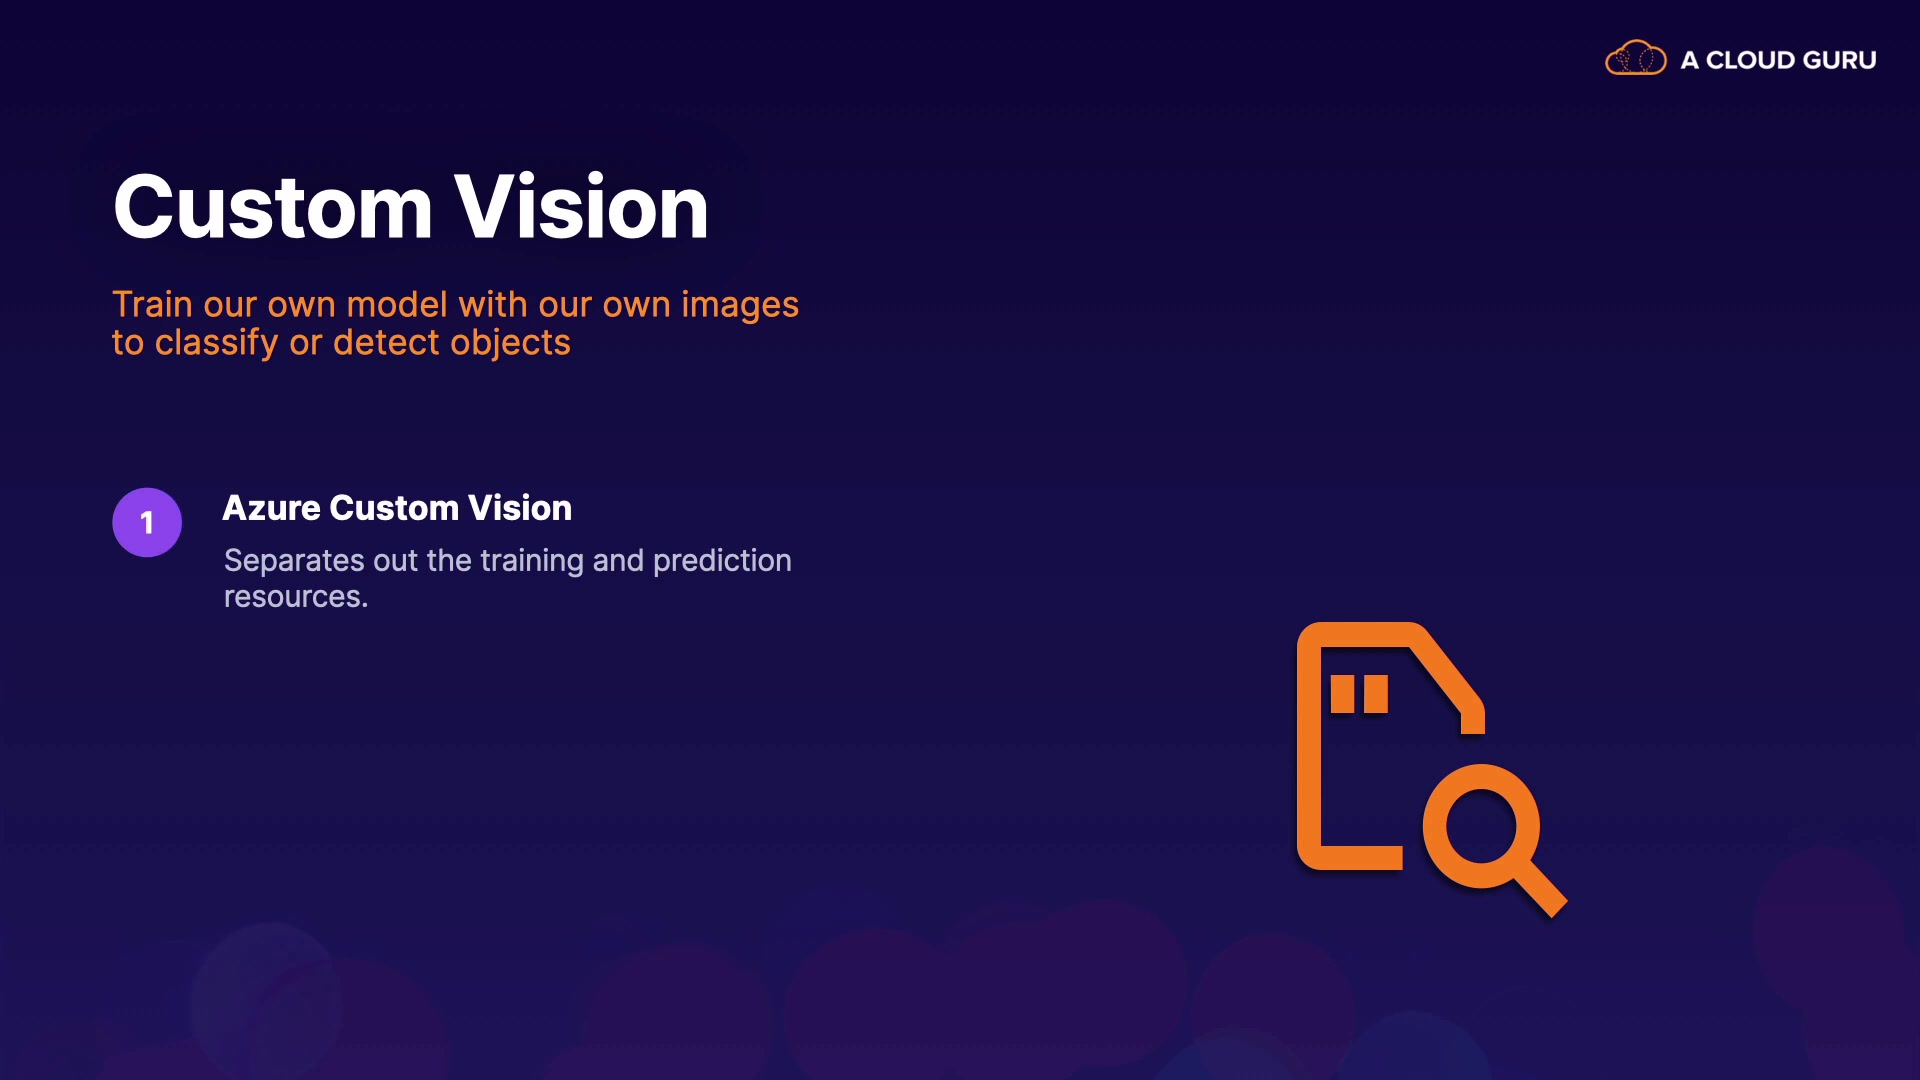 A CLOUD GURU
Custom Vision
Train our own model with our own images
to classify or detect objects
1
Azure Custom Vision
Separates out the training and prediction
resources.